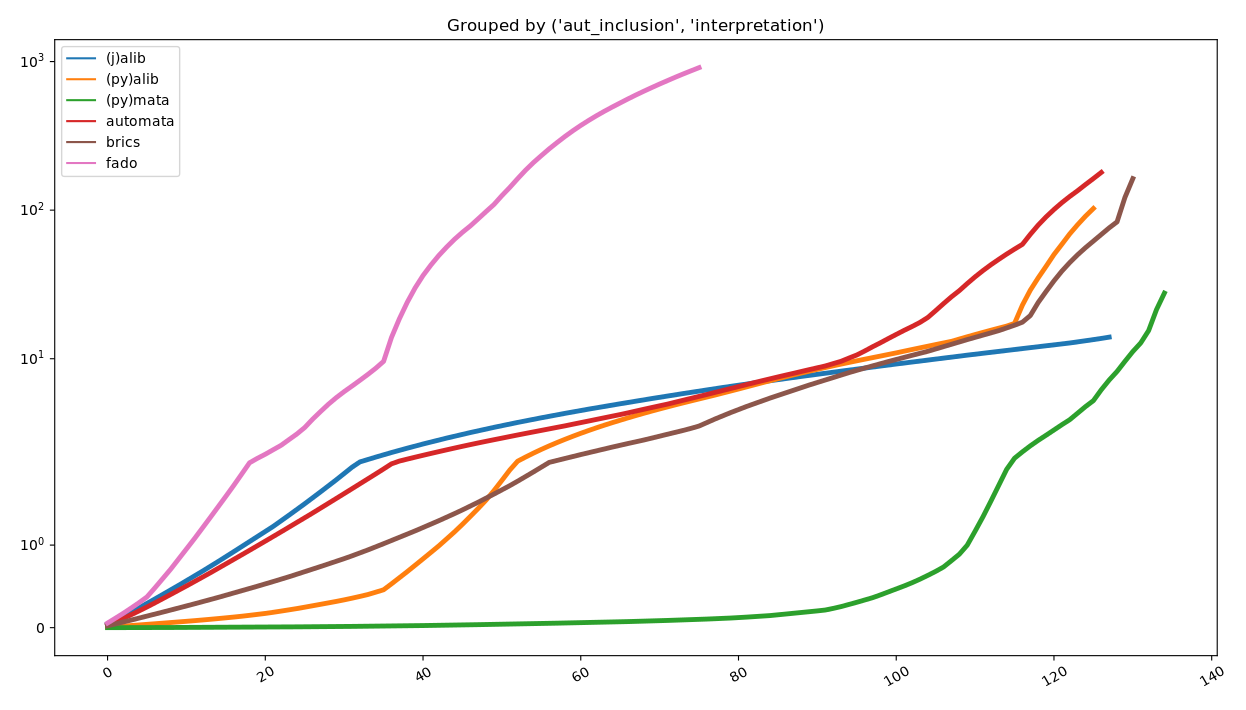 Grouped by ('aut_inclusion', 'interpretation')
(j)alib
(py)alib
(py)mata
automata
brics
fado
10³
10²
10¹
10⁰
0
0 20 40 60 80 100 120 140